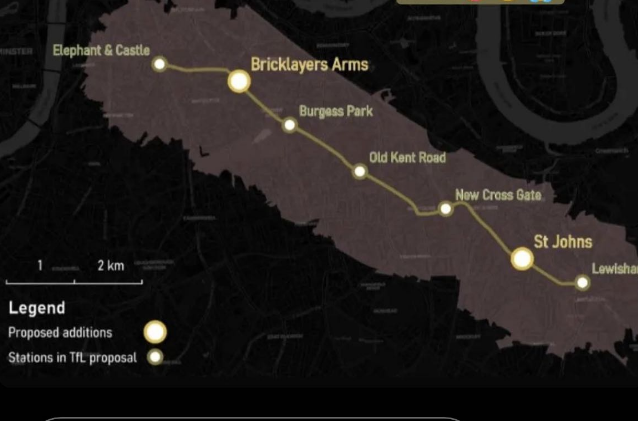 MINSTER
Elephant & Castle
Bricklayers Arms
Burgess Park
Old Kent Road
New Cross Gate
St Johns
Lewisha
1 2 km
Legend
Proposed additions
Stations in TfL proposal